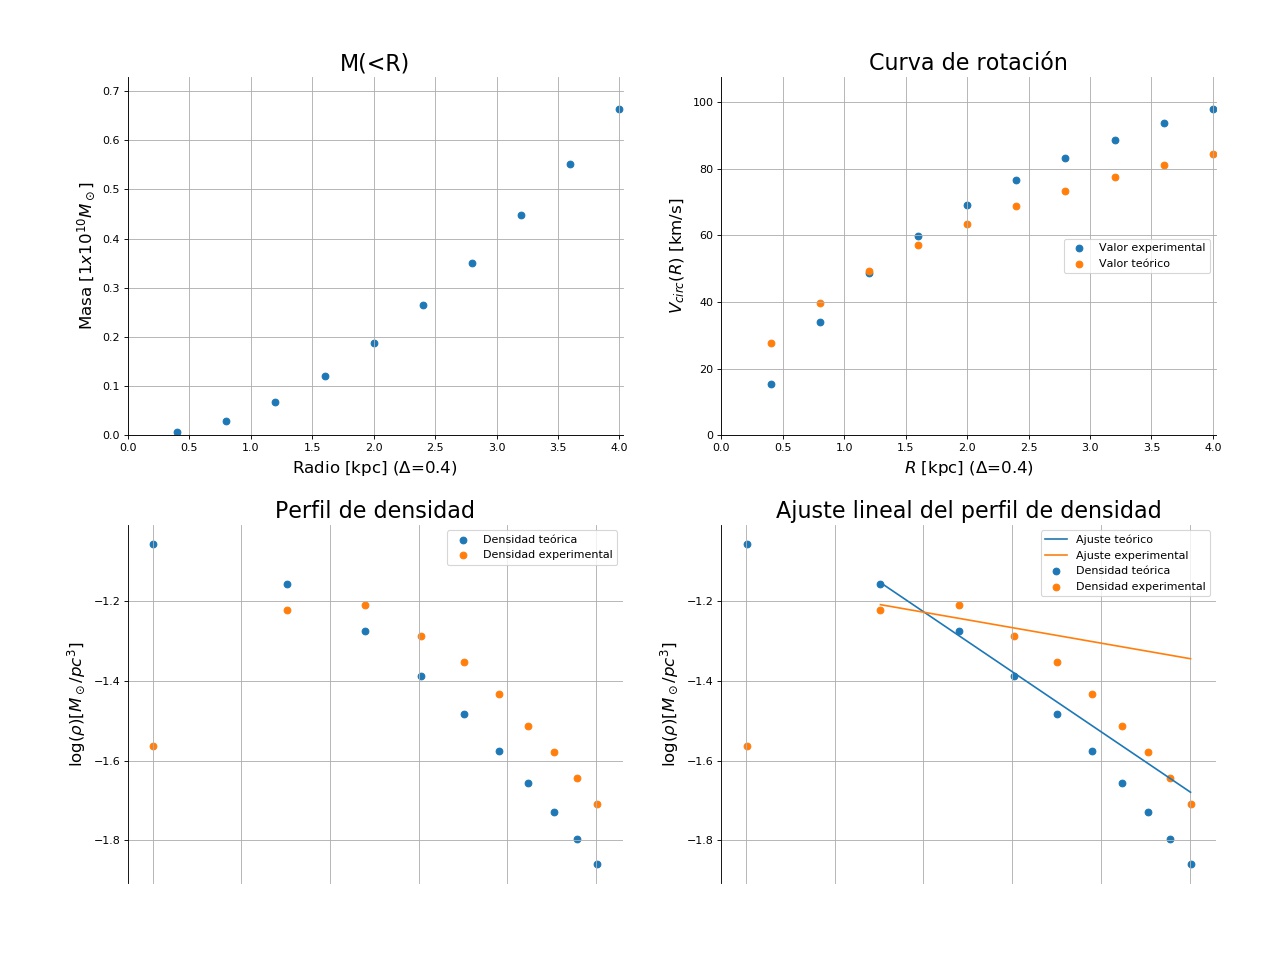 M(<R)
Masa [1x10^{10}M_⊙]
0.7
0.6
0.5
0.4
0.3
0.2
0.1
0.0
0.0 0.5 1.0 1.5 2.0 2.5 3.0 3.5 4.0
Radio [kpc] (Δ=0.4)
Curva de rotación
V_{circ}(R) [km/s]
100
80
60
40
20
0
Valor experimental
Valor teórico
0.0 0.5 1.0 1.5 2.0 2.5 3.0 3.5 4.0
R [kpc] (Δ=0.4)
Perfil de densidad
log(ρ)[M_⊙/pc^3]
Densidad teórica
Densidad experimental
−1.2
−1.4
−1.6
−1.8
Ajuste lineal del perfil de densidad
log(ρ)[M_⊙/pc^3]
Ajuste teórico
Ajuste experimental
Densidad teórica
Densidad experimental
−1.2
−1.4
−1.6
−1.8